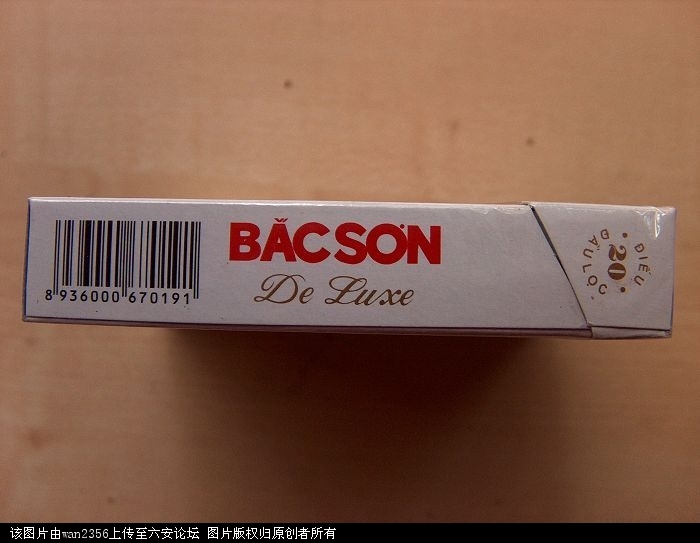 BẮC SƠN
De Luxe
8 936000 670191
20
ĐIẾU
ĐẦU LỌC
该图片由wan2356上传至六安论坛 图片版权归原创者所有